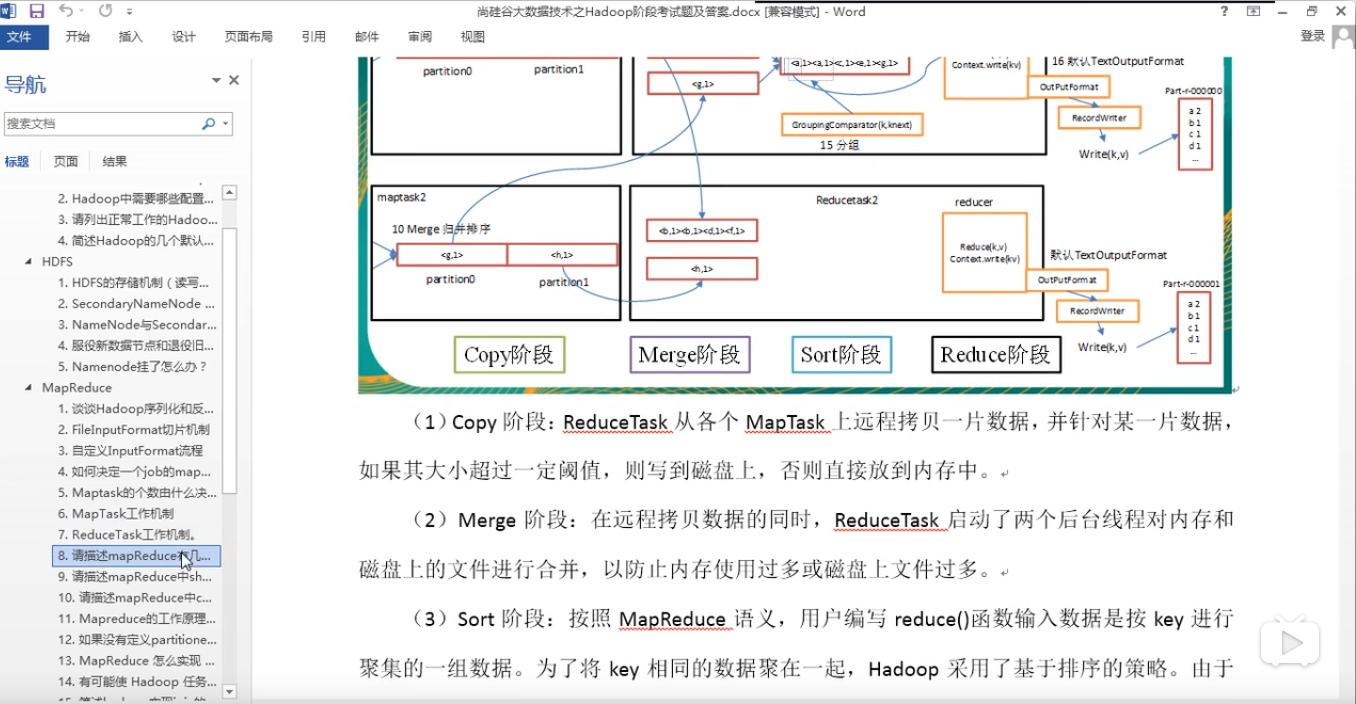 尚硅谷大数据技术之Hadoop阶段考试题及答案.docx [兼容模式] - Word
文件 开始 插入 设计 页面布局 引用 邮件 审阅 视图 登录
导航
搜索文档
标题 页面 结果
2. Hadoop中需要哪些配置...
3. 请列出正常工作的Hadoo...
4. 简述Hadoop的几个默认...
HDFS
1. HDFS的存储机制（读写...
2. SecondaryNameNode ...
3. NameNode与Secondar...
4. 服役新数据节点和退役旧...
5. Namenode挂了怎么办？
MapReduce
1. 谈谈Hadoop序列化和反...
2. FileInputFormat切片机制
3. 自定义InputFormat流程
4. 如何决定一个job的map...
5. Maptask的个数由什么决...
6. MapTask工作机制
7. ReduceTask工作机制。
8. 请描述mapReduce有几...
9. 请描述mapReduce中sh...
10. 请描述mapReduce中c...
11. Mapreduce的工作原理...
12. 如果没有定义partitione...
13. MapReduce 怎么实现 ...
14. 有可能使 Hadoop 任务...
partition0
partition1
<g,1>
<a,1><a,1><c,1><e,1><g,1>
GroupingComparator(k,knext)
15 分组
Context.write(kv)
16 默认TextOutputFormat
OutPutFormat
RecordWriter
Write(k,v)
Part-r-000000
a 2
b 1
c 1
d 1
...
maptask2
10 Merge 归并排序
<g,1>
<h,1>
partition0
partition1
Reducetask2
<b,1><b,1><d,1><f,1>
<h,1>
reducer
Reduce(k,v)
Context.write(kv)
默认TextOutputFormat
OutPutFormat
RecordWriter
Write(k,v)
Part-r-000001
a 2
b 1
c 1
d 1
...
Copy阶段
Merge阶段
Sort阶段
Reduce阶段
（1）Copy 阶段：ReduceTask 从各个 MapTask 上远程拷贝一片数据，并针对某一片数据，
如果其大小超过一定阈值，则写到磁盘上，否则直接放到内存中。
（2）Merge 阶段：在远程拷贝数据的同时，ReduceTask 启动了两个后台线程对内存和
磁盘上的文件进行合并，以防止内存使用过多或磁盘上文件过多。
（3）Sort 阶段：按照 MapReduce 语义，用户编写 reduce()函数输入数据是按 key 进行
聚集的一组数据。为了将 key 相同的数据聚在一起，Hadoop 采用了基于排序的策略。由于